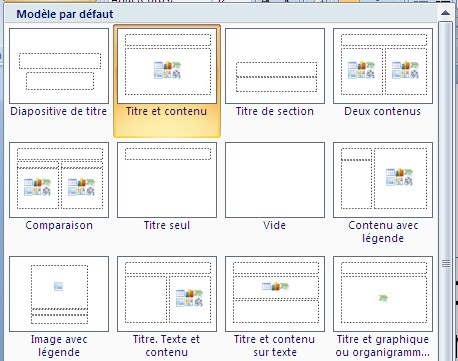 Modèle par défaut
Diapositive de titre
Titre et contenu
Titre de section
Deux contenus
Comparaison
Titre seul
Vide
Contenu avec
légende
Image avec
légende
Titre. Texte et
contenu
Titre et contenu
sur texte
Titre et graphique
ou organigramm...